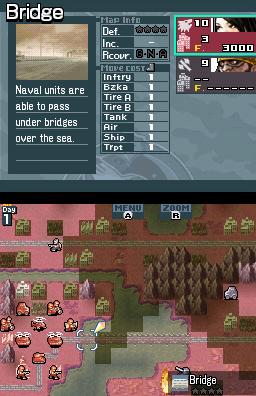 Bridge
Naval units are
able to pass
under bridges
over the sea.
Map Info
Def.
Inc.
Rcovr. G·N·A
Move cost
Inftry 1
Bzka 1
Tire A 1
Tire B 1
Tank 1
Air 1
Ship 1
Trpt 1
10
3
F. 3000
9
--
F. --
Day
1
MENU
A
ZOOM
R
Bridge